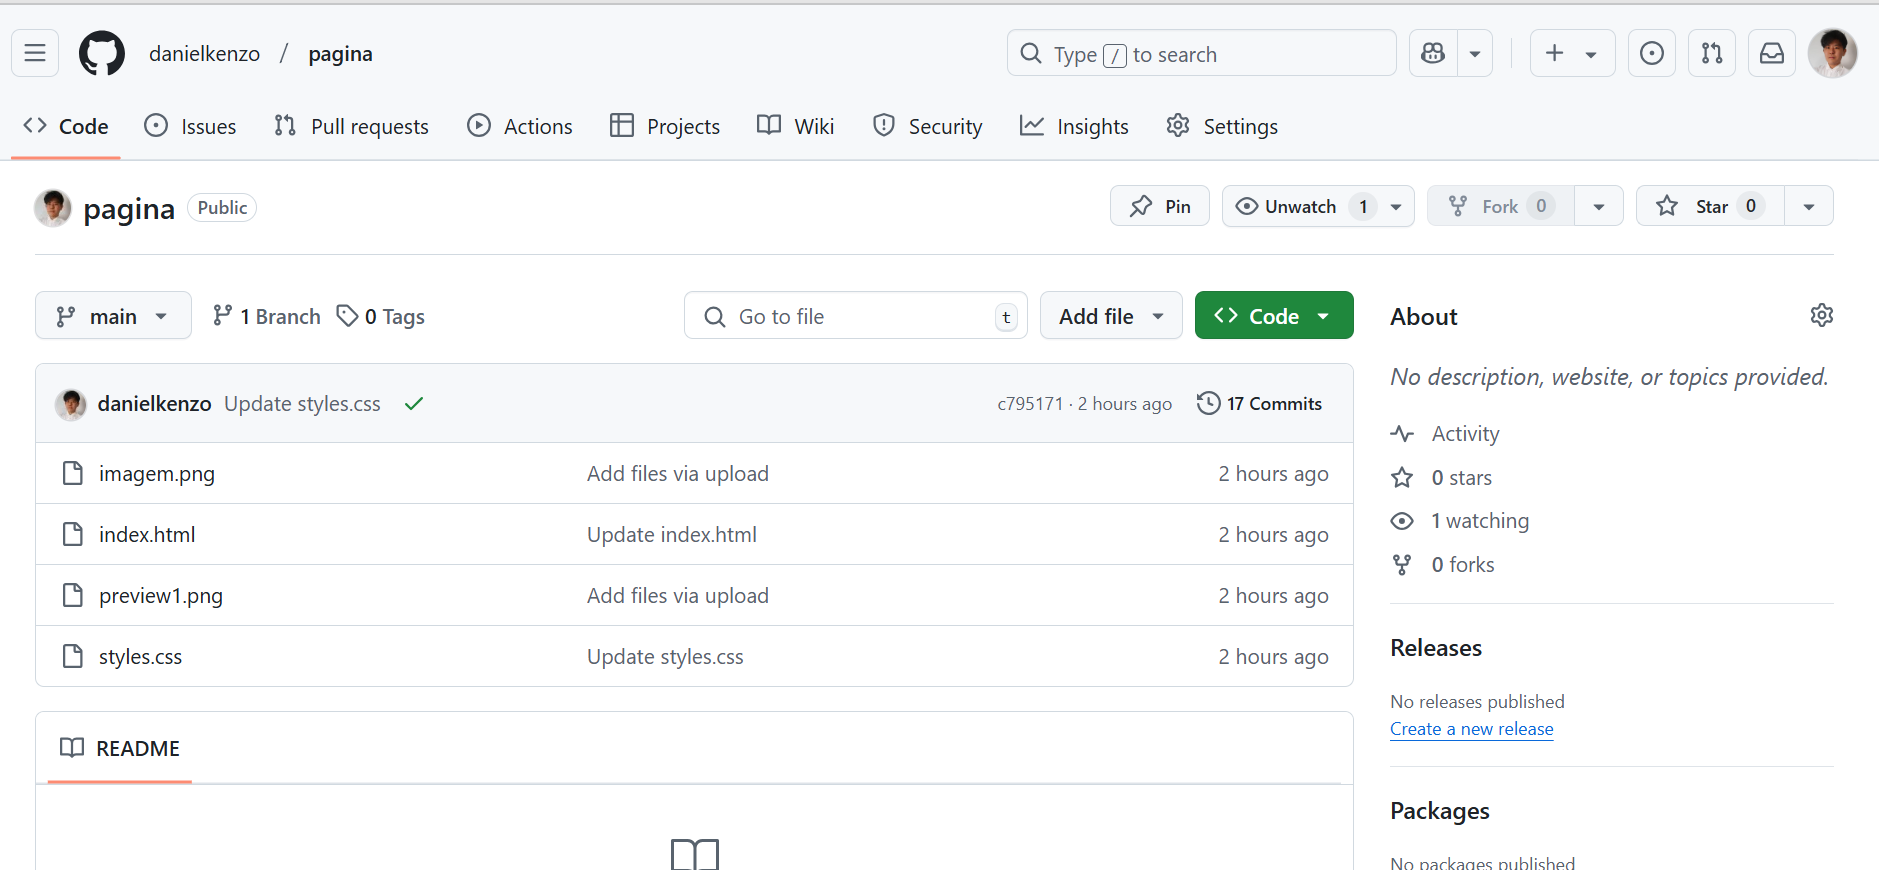 danielkenzo / pagina
Type / to search
Code Issues Pull requests Actions Projects Wiki Security Insights Settings
pagina Public
Pin Unwatch 1 Fork 0 Star 0
main 1 Branch 0 Tags
Go to file t Add file Code
danielkenzo Update styles.css c795171 · 2 hours ago 17 Commits
imagem.png Add files via upload 2 hours ago
index.html Update index.html 2 hours ago
preview1.png Add files via upload 2 hours ago
styles.css Update styles.css 2 hours ago
README
About
No description, website, or topics provided.
Activity
0 stars
1 watching
0 forks
Releases
No releases published
Create a new release
Packages
No packages published